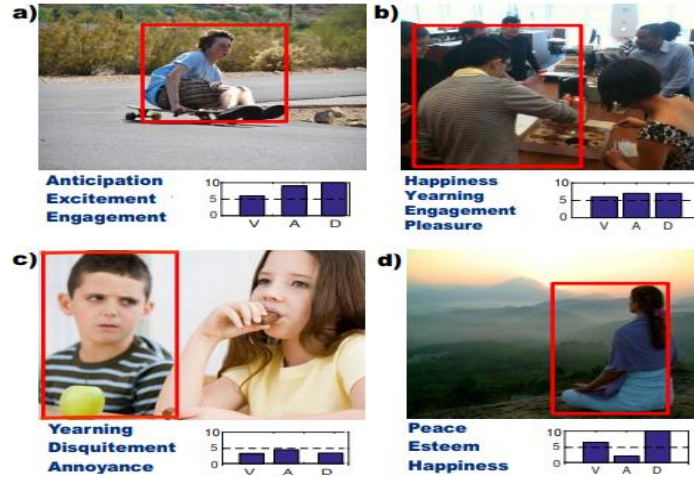 a)
b)
Anticipation
Excitement
Engagement
10
5
0
V A D
Happiness
Yearning
Engagement
Pleasure
10
5
0
V A D
c)
d)
Yearning
Disquitement
Annoyance
10
5
0
V A D
Peace
Esteem
Happiness
10
5
0
V A D